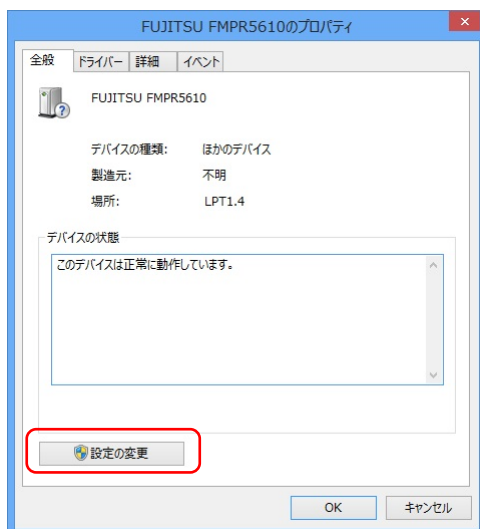 FUJITSU FMPR5610のプロパティ
全般 ドライバー 詳細 イベント
FUJITSU FMPR5610
デバイスの種類: ほかのデバイス
製造元: 不明
場所: LPT1.4
デバイスの状態
このデバイスは正常に動作しています。
設定の変更
OK キャンセル